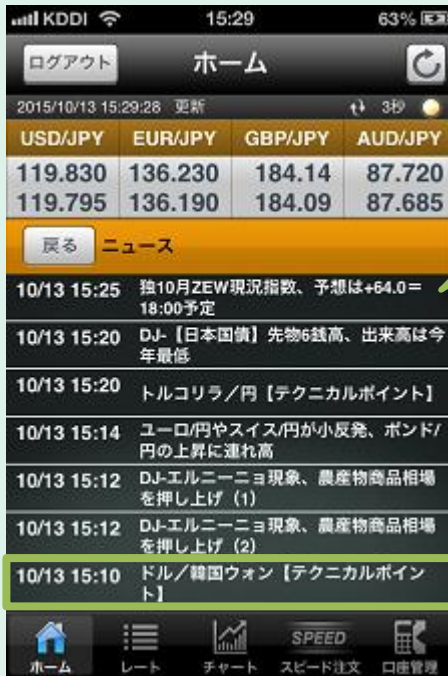 KDDI 15:29 63%
ログアウト ホーム
2015/10/13 15:29:28 更新 3秒
USD/JPY EUR/JPY GBP/JPY AUD/JPY
119.830 136.230 184.14 87.720
119.795 136.190 184.09 87.685
戻る ニュース
10/13 15:25 独10月ZEW現況指数、予想は+64.0=
18:00予定
10/13 15:20 DJ-【日本国債】先物6銭高、出来高は今
年最低
10/13 15:20 トルコリラ/円【テクニカルポイント】
10/13 15:14 ユーロ/円やスイス/円が小反発、ポンド/
円の上昇に連れ高
10/13 15:12 DJ-エルニーニョ現象、農産物商品相場
を押し上げ(1)
10/13 15:12 DJ-エルニーニョ現象、農産物商品相場
を押し上げ(2)
10/13 15:10 ドル/韓国ウォン【テクニカルポイン
ト】
SPEED
ホーム レート チャート スピード注文 口座管理